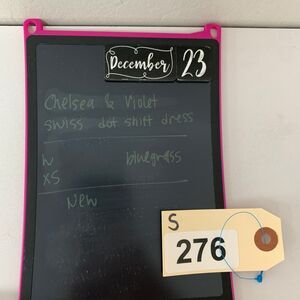 December 23
Chelsea & Violet
swiss dot shift dress
W bluegrass
XS
New
S
276